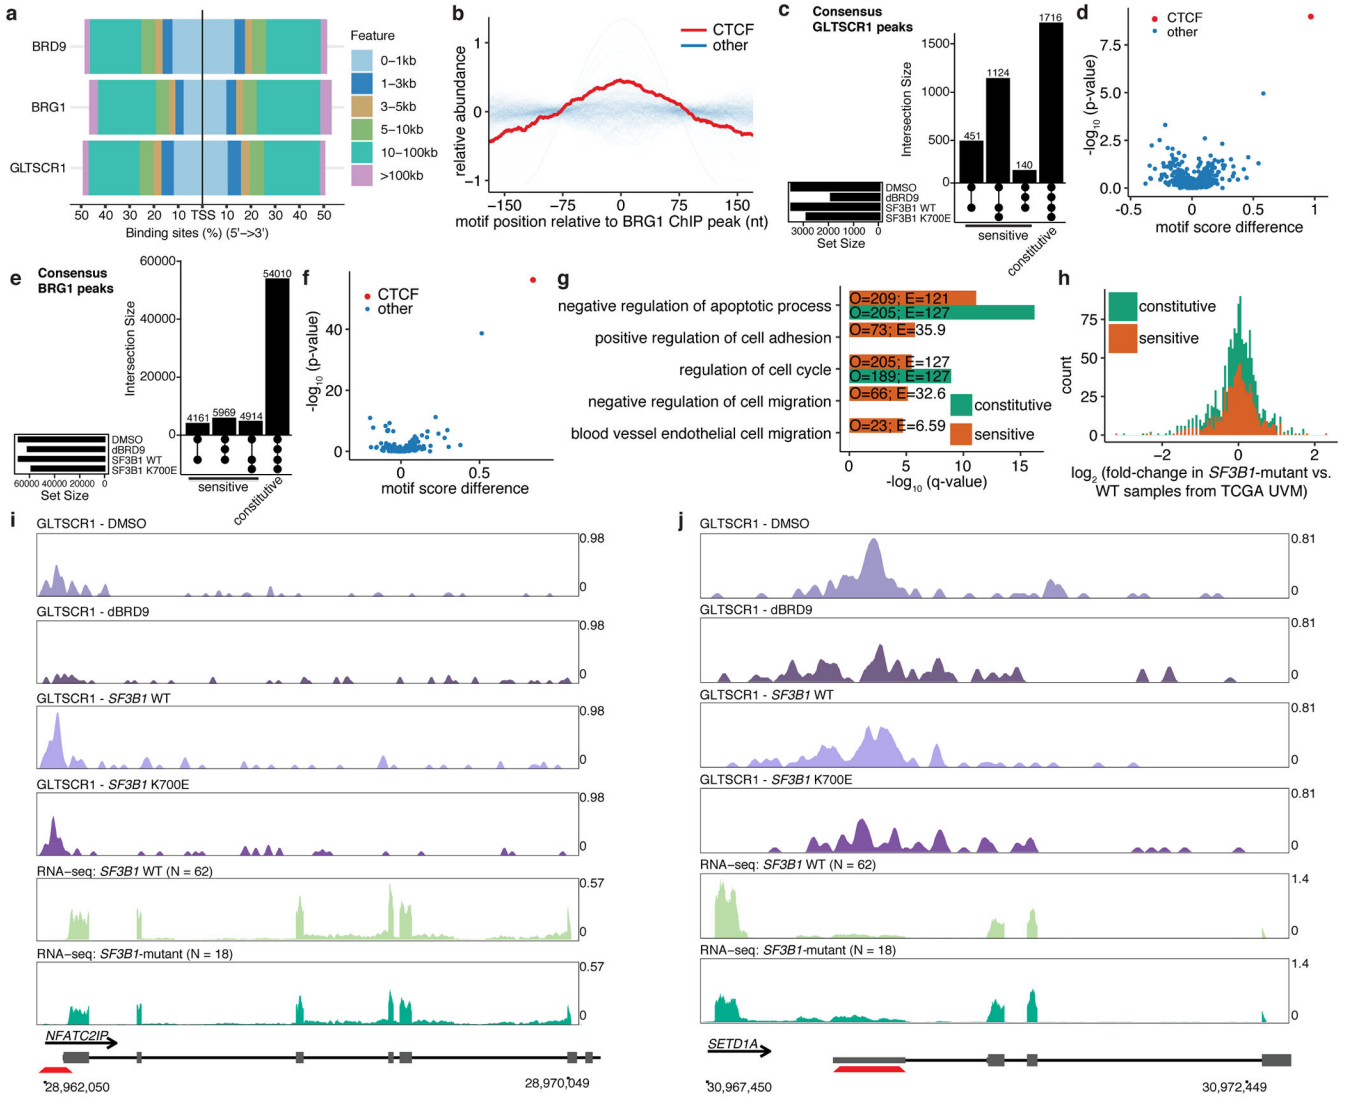 a
BRD9
BRG1
GLTSCR1
50 40 30 20 10 TSS 10 20 30 40 50
Binding sites (%) (5'->3')
Feature
0-1kb
1-3kb
3-5kb
5-10kb
10-100kb
>100kb
b
relative abundance
1
0
-1
CTCF
other
-150 -75 0 75 150
motif position relative to BRG1 ChIP peak (nt)
c
Consensus
GLTSCR1 peaks
Intersection Size
1500
1000
500
0
451
1124
140
1716
DMSO
dBRD9
SF3B1 WT
SF3B1 K700E
3000 2000 1000 0
Set Size
sensitive
constitutive
d
CTCF
other
-log10 (p-value)
7.5
5.0
2.5
0.0
-0.5 0 0.5 1
motif score difference
e
Consensus
BRG1 peaks
Intersection Size
60000
40000
20000
0
4161
5969
4914
54010
DMSO
dBRD9
SF3B1 WT
SF3B1 K700E
60000 40000 20000 0
Set Size
sensitive
constitutive
f
CTCF
other
-log10 (p-value)
40
20
0
0 0.5
motif score difference
g
negative regulation of apoptotic process
O=209; E=121
O=205; E=127
positive regulation of cell adhesion
O=73; E=35.9
regulation of cell cycle
O=205; E=127
O=189; E=127
negative regulation of cell migration
O=66; E=32.6
blood vessel endothelial cell migration
O=23; E=6.59
constitutive
sensitive
0 5 10 15
-log10 (q-value)
h
constitutive
sensitive
count
75
50
25
0
-2 0 2
log2 (fold-change in SF3B1-mutant vs.
WT samples from TCGA UVM)
i
GLTSCR1 - DMSO
0.98
0
GLTSCR1 - dBRD9
0.98
0
GLTSCR1 - SF3B1 WT
0.98
0
GLTSCR1 - SF3B1 K700E
0.98
0
RNA-seq: SF3B1 WT (N = 62)
0.57
0
RNA-seq: SF3B1-mutant (N = 18)
0.57
0
NFATC2IP
28,962,050
28,970,049
j
GLTSCR1 - DMSO
0.81
0
GLTSCR1 - dBRD9
0.81
0
GLTSCR1 - SF3B1 WT
0.81
0
GLTSCR1 - SF3B1 K700E
0.81
0
RNA-seq: SF3B1 WT (N = 62)
1.4
0
RNA-seq: SF3B1-mutant (N = 18)
1.4
0
SETD1A
30,967,450
30,972,449